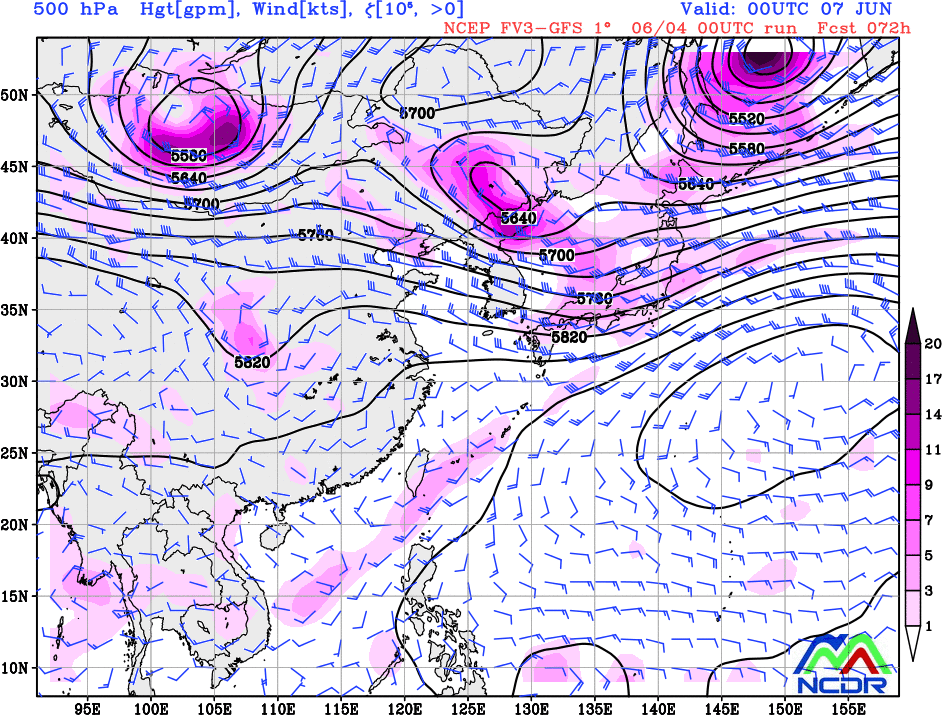 500 hPa Hgt[gpm], Wind[kts], ζ[10⁵, >0] Valid: 00UTC 07 JUN
NCEP FV3-GFS 1° 06/04 00UTC run Fcst 072h
50N
45N
40N
35N
30N
25N
20N
15N
10N
95E 100E 105E 110E 115E 120E 125E 130E 135E 140E 145E 150E 155E
5580
5640
5700
5760
5820
5700
5640
5700
5760
5820
5520
5580
5640
20
17
14
11
9
7
5
3
1
NCDR